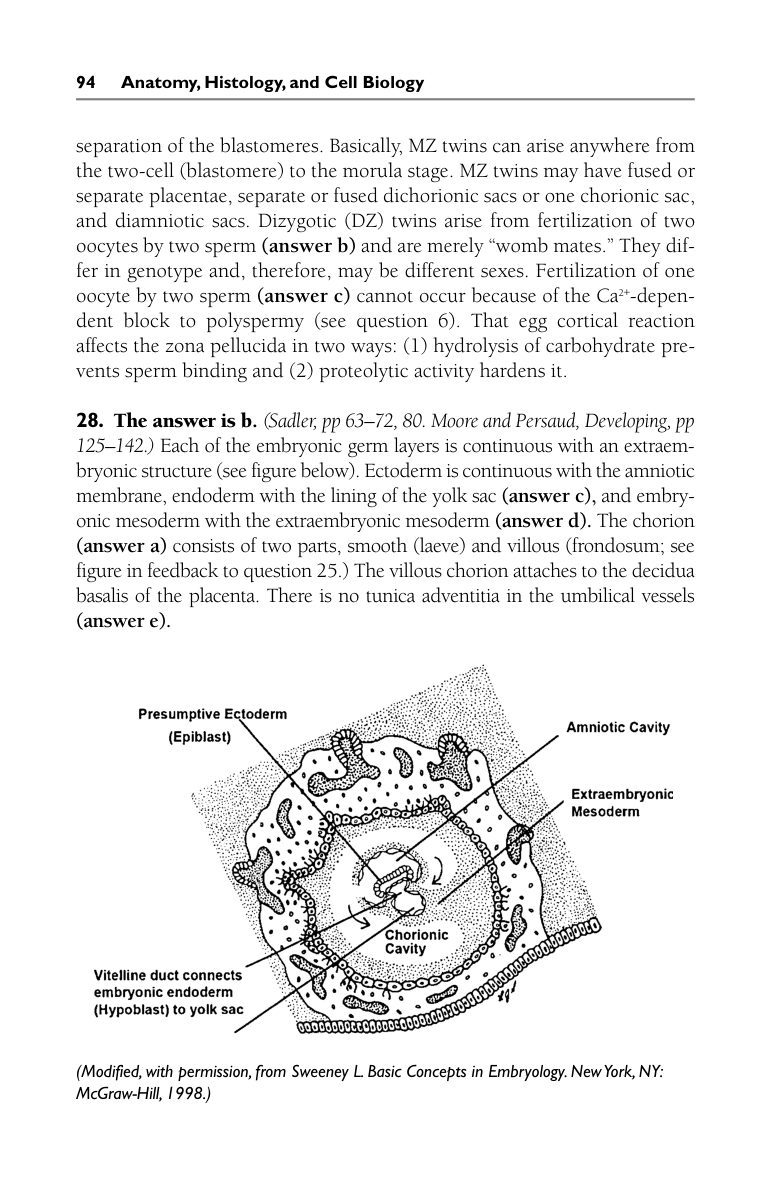 94 Anatomy, Histology, and Cell Biology
separation of the blastomeres. Basically, MZ twins can arise anywhere from
the two-cell (blastomere) to the morula stage. MZ twins may have fused or
separate placentae, separate or fused dichorionic sacs or one chorionic sac,
and diamniotic sacs. Dizygotic (DZ) twins arise from fertilization of two
oocytes by two sperm (answer b) and are merely “womb mates.” They dif-
fer in genotype and, therefore, may be different sexes. Fertilization of one
oocyte by two sperm (answer c) cannot occur because of the Ca²⁺-depen-
dent block to polyspermy (see question 6). That egg cortical reaction
affects the zona pellucida in two ways: (1) hydrolysis of carbohydrate pre-
vents sperm binding and (2) proteolytic activity hardens it.
28. The answer is b. (Sadler, pp 63–72, 80. Moore and Persaud, Developing, pp
125–142.) Each of the embryonic germ layers is continuous with an extraem-
bryonic structure (see figure below). Ectoderm is continuous with the amniotic
membrane, endoderm with the lining of the yolk sac (answer c), and embry-
onic mesoderm with the extraembryonic mesoderm (answer d). The chorion
(answer a) consists of two parts, smooth (laeve) and villous (frondosum; see
figure in feedback to question 25.) The villous chorion attaches to the decidua
basalis of the placenta. There is no tunica adventitia in the umbilical vessels
(answer e).
Presumptive Ectoderm
(Epiblast)
Amniotic Cavity
Extraembryonic
Mesoderm
Chorionic
Cavity
Vitelline duct connects
embryonic endoderm
(Hypoblast) to yolk sac
(Modified, with permission, from Sweeney L. Basic Concepts in Embryology. New York, NY:
McGraw-Hill, 1998.)